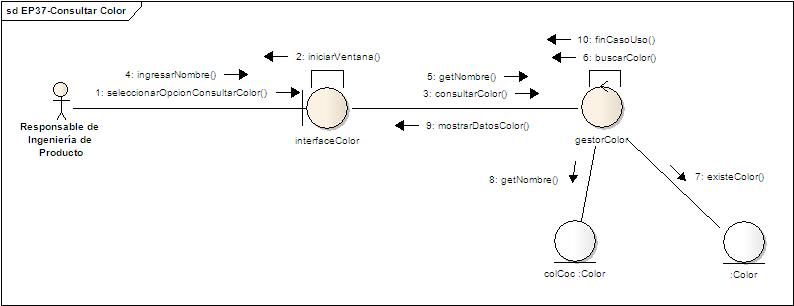 sd EP37-Consultar Color
10: finCasoUso()
2: iniciarVentana()
6: buscarColor()
4: ingresarNombre()
5: getNombre()
1: seleccionarOpcionConsultarColor()
3: consultarColor()
Responsable de
Ingeniería de
Producto
9: mostrarDatosColor()
interfaceColor
gestorColor
8: getNombre()
7: existeColor()
colCoc :Color
:Color